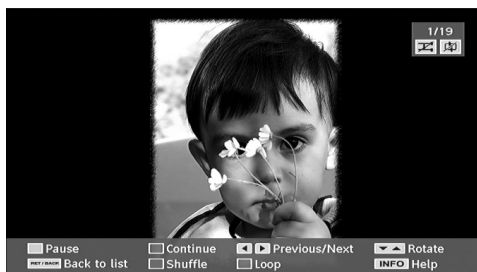 1/19
Pause Continue Previous/Next Rotate
RET/BACK Back to list Shuffle Loop INFO Help